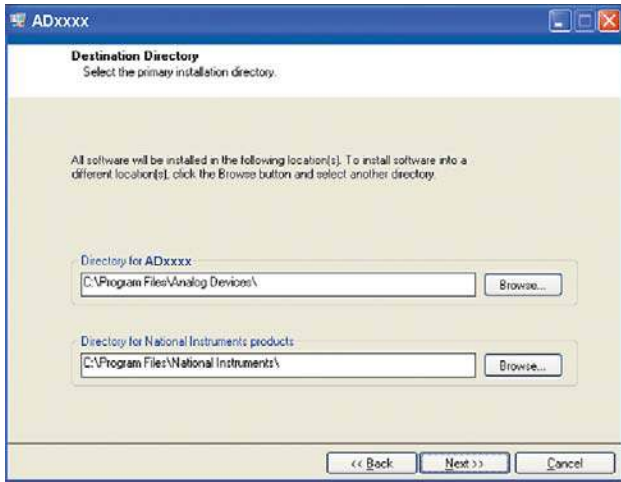 ADxxxx
Destination Directory
Select the primary installation directory.
All software will be installed in the following location(s). To install software into a
different location(s), click the Browse button and select another directory.
Directory for ADxxxx
C:\Program Files\Analog Devices\
Browse...
Directory for National Instruments products
C:\Program Files\National Instruments\
Browse...
<< Back
Next >>
Cancel